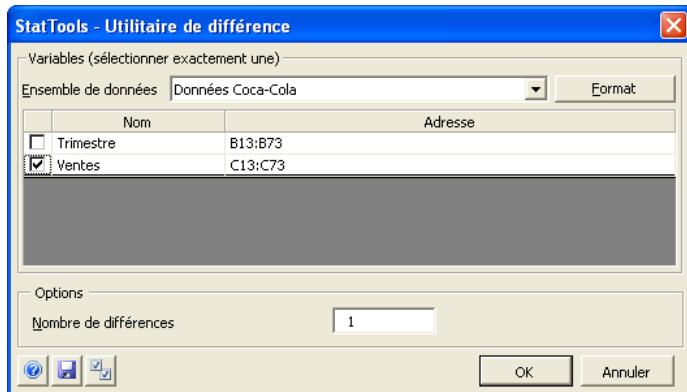 StatTools - Utilitaire de différence
Variables (sélectionner exactement une)
Ensemble de données Données Coca-Cola Format
Nom Adresse
Trimestre B13:B73
Ventes C13:C73
Options
Nombre de différences 1
OK Annuler